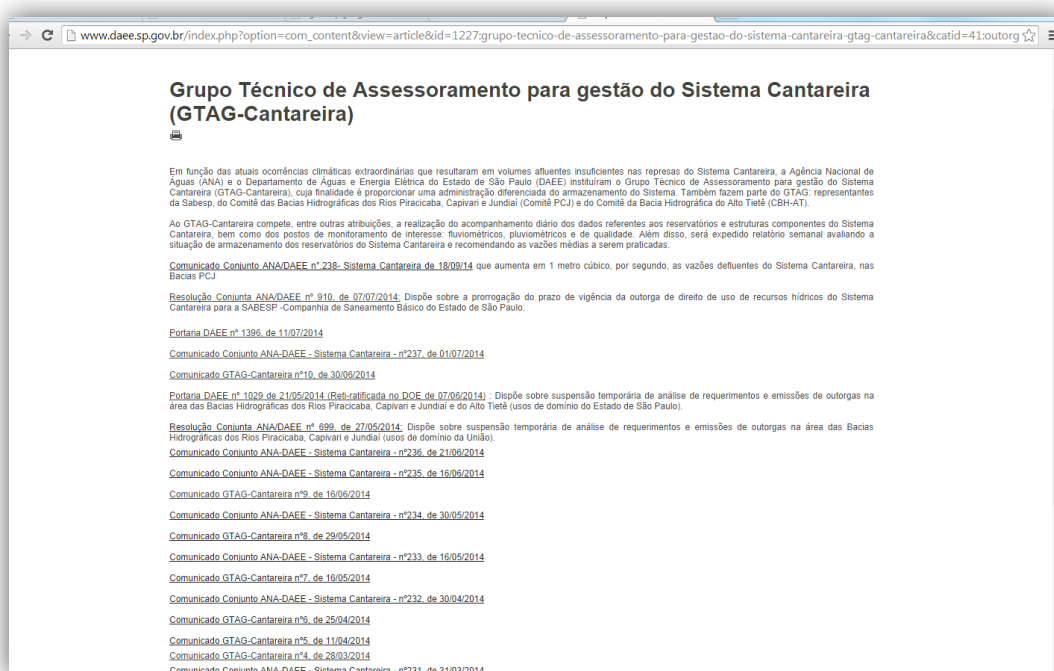 www.daee.sp.gov.br/index.php?option=com_content&view=article&id=1227:grupo-tecnico-de-assessoramento-para-gestao-do-sistema-cantareira-gtag-cantareira&catid=41:outorg
Grupo Técnico de Assessoramento para gestão do Sistema Cantareira
(GTAG-Cantareira)
Em função das atuais ocorrências climáticas extraordinárias que resultaram em volumes afluentes insuficientes nas represas do Sistema Cantareira, a Agência Nacional de
Águas (ANA) e o Departamento de Águas e Energia Elétrica do Estado de São Paulo (DAEE) instituíram o Grupo Técnico de Assessoramento para gestão do Sistema
Cantareira (GTAG-Cantareira), cuja finalidade é proporcionar uma administração diferenciada do armazenamento do Sistema. Também fazem parte do GTAG: representantes
da Sabesp, do Comitê das Bacias Hidrográficas dos Rios Piracicaba, Capivari e Jundiaí (Comitê PCJ) e do Comitê da Bacia Hidrográfica do Alto Tietê (CBH-AT).
Ao GTAG-Cantareira compete, entre outras atribuições, a realização do acompanhamento diário dos dados referentes aos reservatórios e estruturas componentes do Sistema
Cantareira, bem como dos postos de monitoramento de interesse: fluviométricos, pluviométricos e de qualidade. Além disso, será expedido relatório semanal avaliando a
situação de armazenamento dos reservatórios do Sistema Cantareira e recomendando as vazões médias a serem praticadas.
Comunicado Conjunto ANA/DAEE n°.238- Sistema Cantareira de 18/09/14 que aumenta em 1 metro cúbico, por segundo, as vazões defluentes do Sistema Cantareira, nas
Bacias PCJ
Resolução Conjunta ANA/DAEE nº 910, de 07/07/2014: Dispõe sobre a prorrogação do prazo de vigência da outorga de direito de uso de recursos hídricos do Sistema
Cantareira para a SABESP -Companhia de Saneamento Básico do Estado de São Paulo.
Portaria DAEE nº 1396, de 11/07/2014
Comunicado Conjunto ANA-DAEE - Sistema Cantareira - nº237, de 01/07/2014
Comunicado GTAG-Cantareira nº10, de 30/06/2014
Portaria DAEE nº 1029 de 21/05/2014 (Reti-ratificada no DOE de 07/06/2014) : Dispõe sobre suspensão temporária de análise de requerimentos e emissões de outorgas na
área das Bacias Hidrográficas dos Rios Piracicaba, Capivari e Jundiaí e do Alto Tietê (usos de domínio do Estado de São Paulo).
Resolução Conjunta ANA/DAEE nº 699, de 27/05/2014: Dispõe sobre suspensão temporária de análise de requerimentos e emissões de outorgas na área das Bacias
Hidrográficas dos Rios Piracicaba, Capivari e Jundiaí (usos de domínio da União).
Comunicado Conjunto ANA-DAEE - Sistema Cantareira - nº236, de 21/06/2014
Comunicado Conjunto ANA-DAEE - Sistema Cantareira - nº235, de 16/06/2014
Comunicado GTAG-Cantareira nº9, de 16/06/2014
Comunicado Conjunto ANA-DAEE - Sistema Cantareira - nº234, de 30/05/2014
Comunicado GTAG-Cantareira nº8, de 29/05/2014
Comunicado Conjunto ANA-DAEE - Sistema Cantareira - nº233, de 16/05/2014
Comunicado GTAG-Cantareira nº7, de 16/05/2014
Comunicado Conjunto ANA-DAEE - Sistema Cantareira - nº232, de 30/04/2014
Comunicado GTAG-Cantareira nº6, de 25/04/2014
Comunicado GTAG-Cantareira nº5, de 11/04/2014
Comunicado GTAG-Cantareira nº4, de 28/03/2014
Comunicado Conjunto ANA-DAEE - Sistema Cantareira - nº231, de 31/03/2014